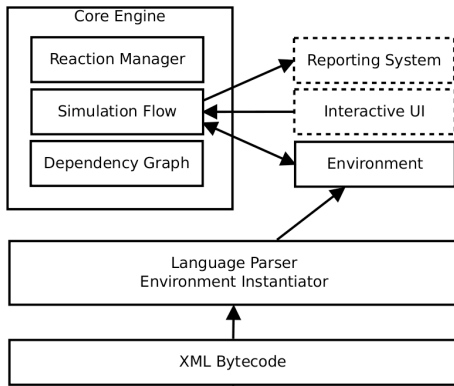 Core Engine
Reaction Manager
Simulation Flow
Dependency Graph
Reporting System
Interactive UI
Environment
Language Parser
Environment Instantiator
XML Bytecode